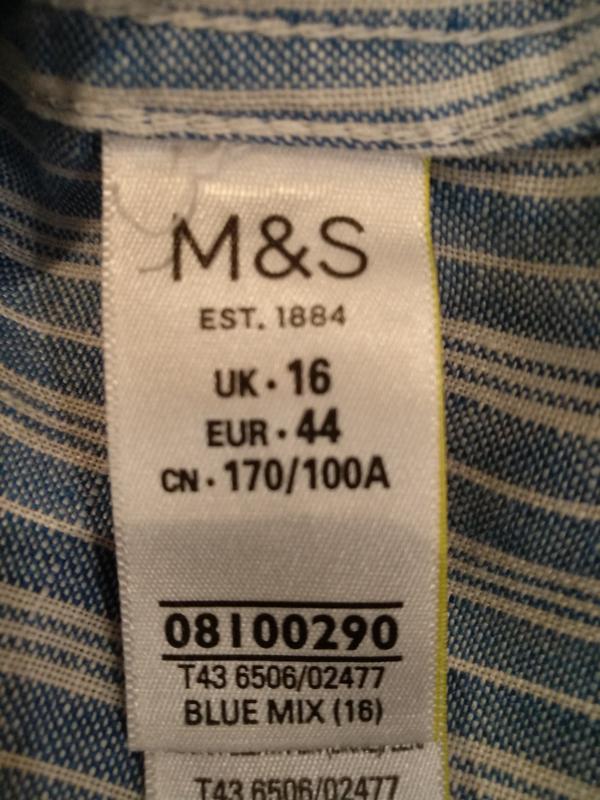 M&S
EST. 1884
UK · 16
EUR · 44
CN · 170/100A
08100290
T43 6506/02477
BLUE MIX (16)
T43 6506/02477